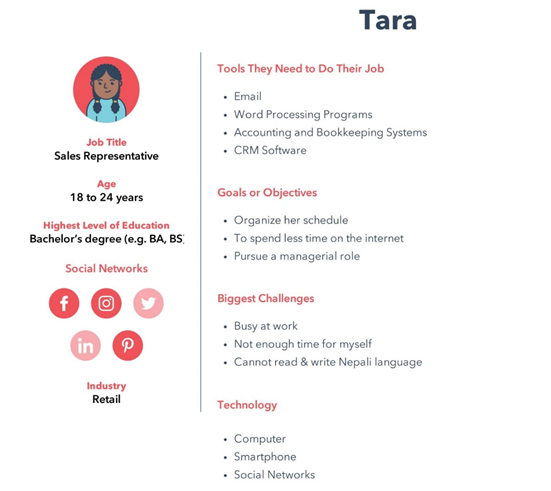 Tara
Job Title
Sales Representative
Age
18 to 24 years
Highest Level of Education
Bachelor's degree (e.g. BA, BS)
Social Networks
in
Industry
Retail
Tools They Need to Do Their Job
• Email
• Word Processing Programs
• Accounting and Bookkeeping Systems
• CRM Software
Goals or Objectives
• Organize her schedule
• To spend less time on the internet
• Pursue a managerial role
Biggest Challenges
• Busy at work
• Not enough time for myself
• Cannot read & write Nepali language
Technology
• Computer
• Smartphone
• Social Networks